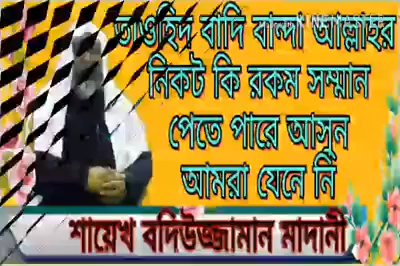 তাওহিদ বাদি বান্দা আল্লাহর
নিকট কি রকম সম্মান
পেতে পারে আসুন
আমরা যেনে নি
শায়েখ বদিউজ্জামান মাদানী